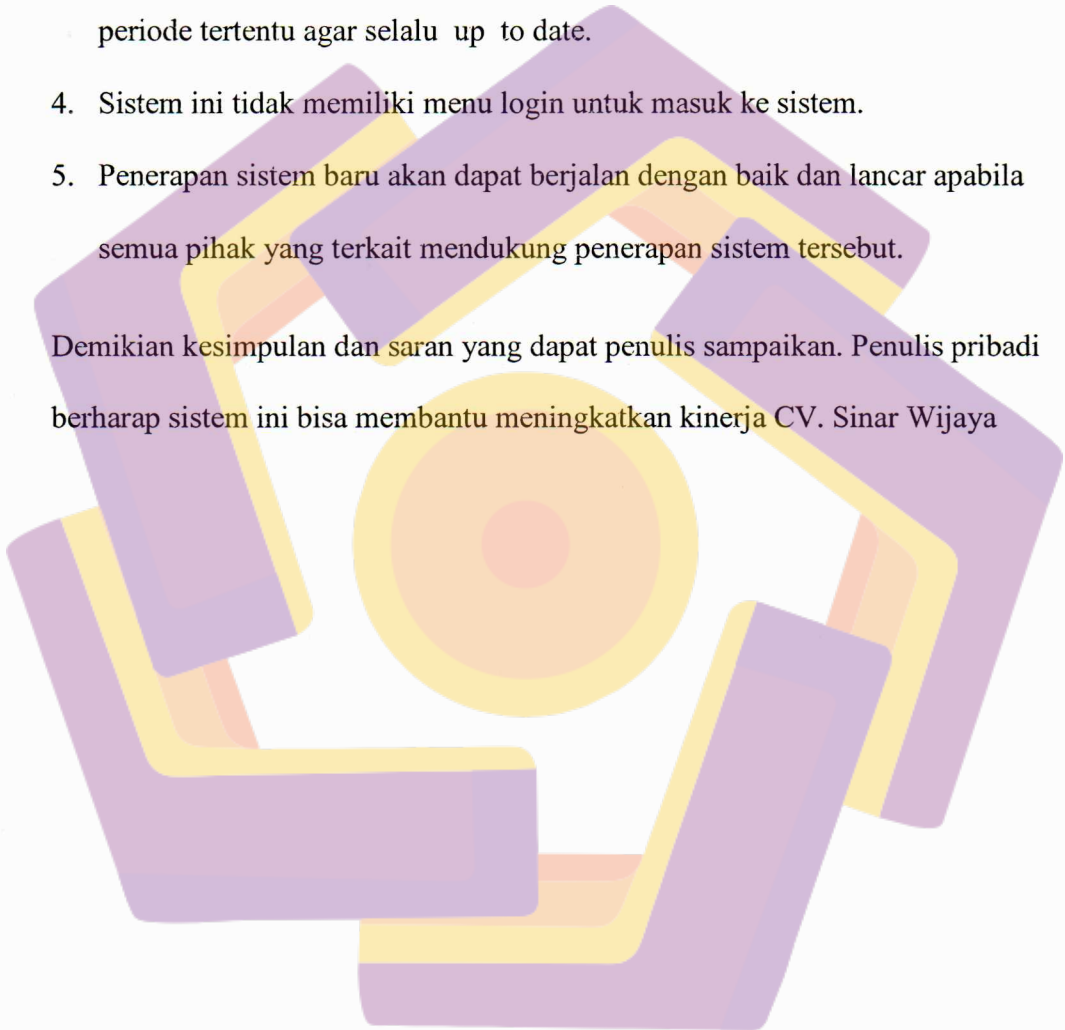 periode tertentu agar selalu up to date.
4. Sistem ini tidak memiliki menu login untuk masuk ke sistem.
5. Penerapan sistem baru akan dapat berjalan dengan baik dan lancar apabila
semua pihak yang terkait mendukung penerapan sistem tersebut.
Demikian kesimpulan dan saran yang dapat penulis sampaikan. Penulis pribadi
berharap sistem ini bisa membantu meningkatkan kinerja CV. Sinar Wijaya